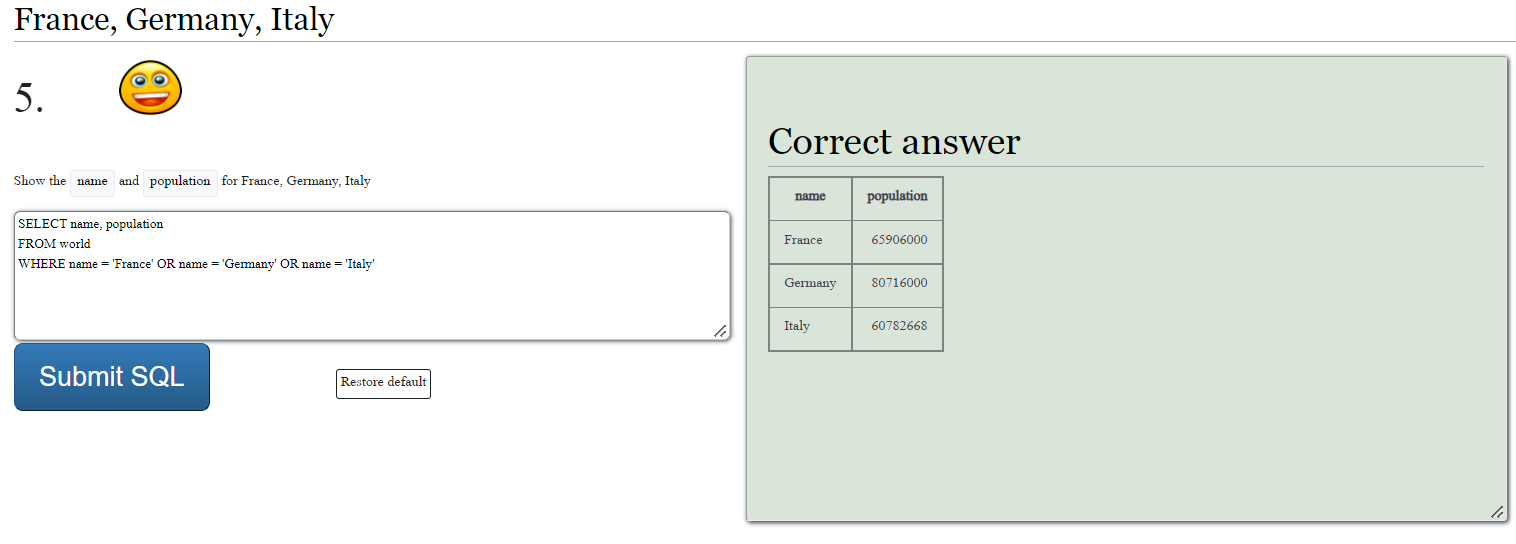 France, Germany, Italy
5.
Show the name and population for France, Germany, Italy
SELECT name, population
FROM world
WHERE name = 'France' OR name = 'Germany' OR name = 'Italy'
Submit SQL
Restore default
Correct answer
name population
France 65906000
Germany 80716000
Italy 60782668